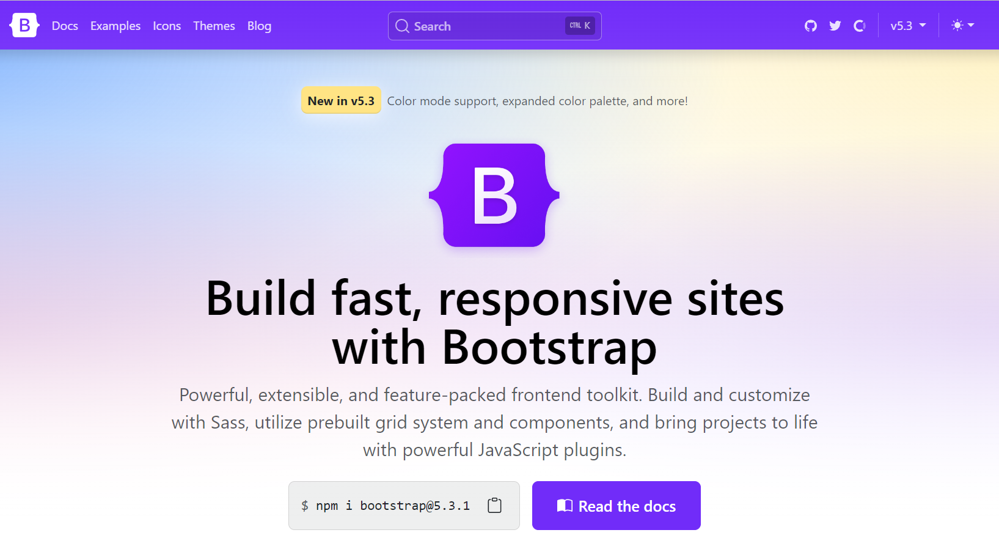 B Docs Examples Icons Themes Blog Search CTRL K v5.3
New in v5.3 Color mode support, expanded color palette, and more!
B
Build fast, responsive sites
with Bootstrap
Powerful, extensible, and feature-packed frontend toolkit. Build and customize
with Sass, utilize prebuilt grid system and components, and bring projects to life
with powerful JavaScript plugins.
$ npm i bootstrap@5.3.1 Read the docs